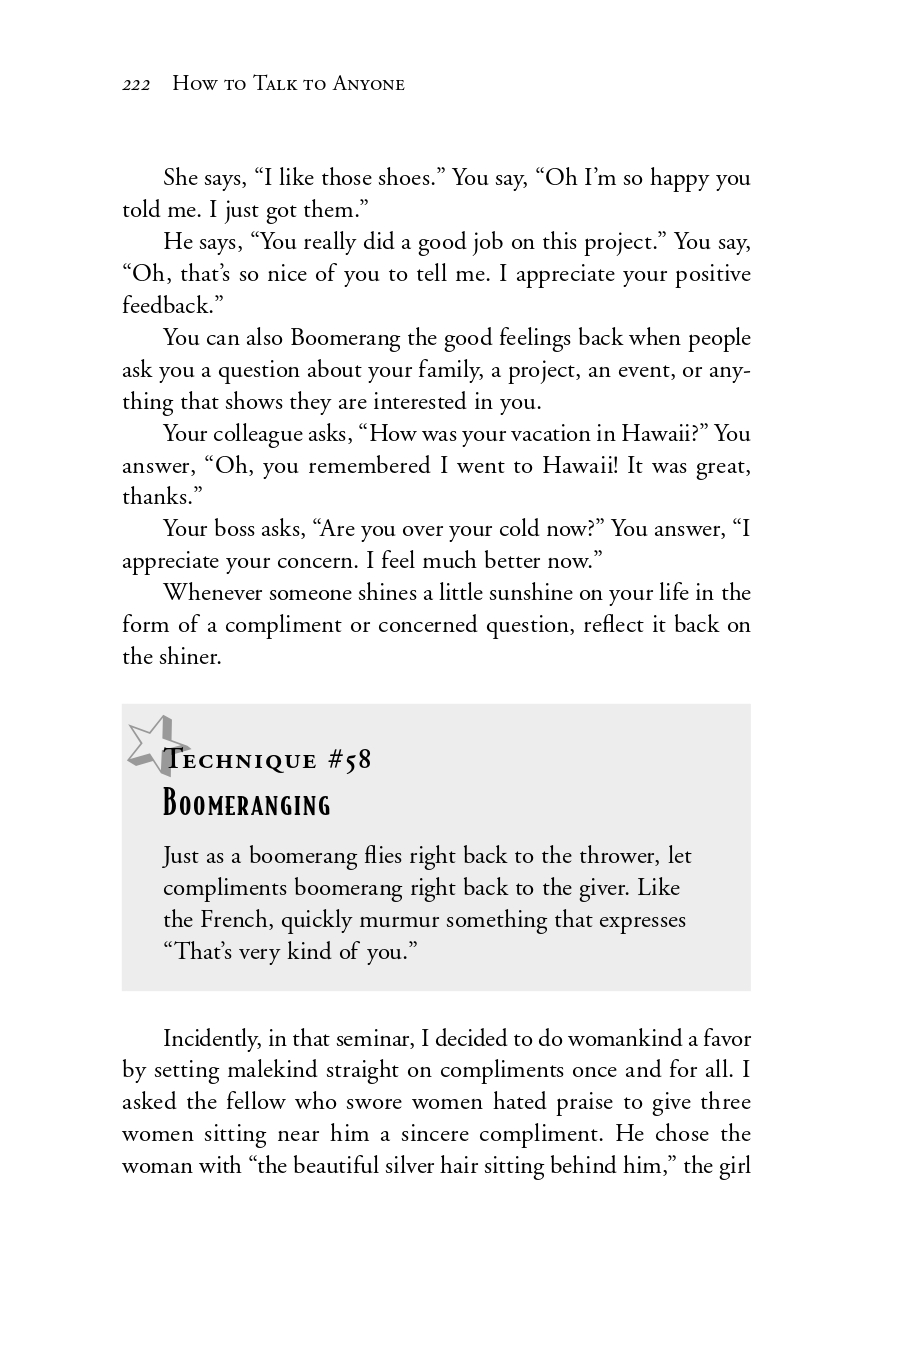 222 How to Talk to Anyone
She says, “I like those shoes.” You say, “Oh I’m so happy you
told me. I just got them.”
He says, “You really did a good job on this project.” You say,
“Oh, that’s so nice of you to tell me. I appreciate your positive
feedback.”
You can also Boomerang the good feelings back when people
ask you a question about your family, a project, an event, or any-
thing that shows they are interested in you.
Your colleague asks, “How was your vacation in Hawaii?” You
answer, “Oh, you remembered I went to Hawaii! It was great,
thanks.”
Your boss asks, “Are you over your cold now?” You answer, “I
appreciate your concern. I feel much better now.”
Whenever someone shines a little sunshine on your life in the
form of a compliment or concerned question, reflect it back on
the shiner.
Technique #58
Boomeranging
Just as a boomerang flies right back to the thrower, let
compliments boomerang right back to the giver. Like
the French, quickly murmur something that expresses
“That’s very kind of you.”
Incidently, in that seminar, I decided to do womankind a favor
by setting malekind straight on compliments once and for all. I
asked the fellow who swore women hated praise to give three
women sitting near him a sincere compliment. He chose the
woman with “the beautiful silver hair sitting behind him,” the girl